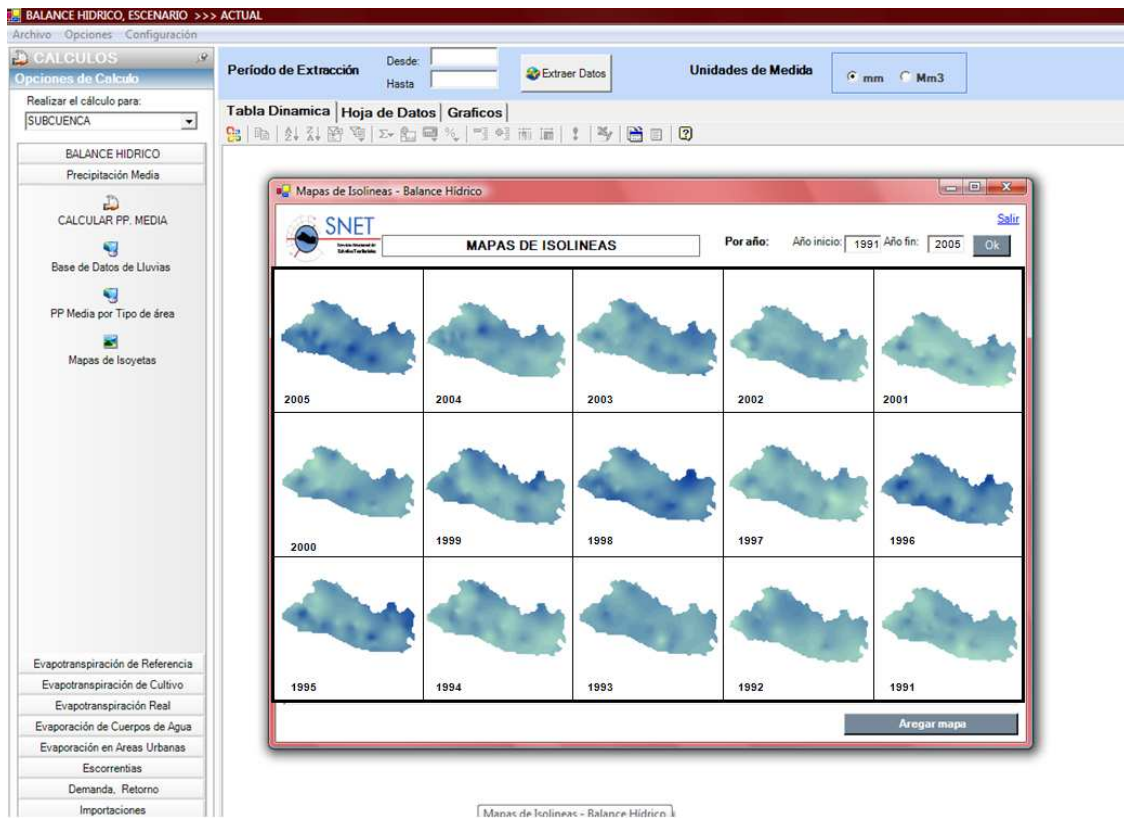 BALANCE HIDRICO, ESCENARIO >>> ACTUAL
Archivo Opciones Configuración
CALCULOS
Opciones de Calculo
Realizar el cálculo para:
SUBCUENCA
BALANCE HIDRICO
Precipitación Media
CALCULAR PP. MEDIA
Base de Datos de Lluvias
PP Media por Tipo de área
Mapas de Isoyetas
Evapotranspiración de Referencia
Evapotranspiración de Cultivo
Evapotranspiración Real
Evaporación de Cuerpos de Agua
Evaporación en Areas Urbanas
Escorrentias
Demanda, Retorno
Importaciones
Período de Extracción
Desde:
Hasta
Extraer Datos
Unidades de Medida
mm Mm3
Tabla Dinamica Hoja de Datos Graficos
Mapas de Isolineas - Balance Hídrico
SNET
Servicio Nacional de
Estudios Territoriales
MAPAS DE ISOLINEAS
Por año: Año inicio: 1991 Año fin: 2005 Ok
Salir
2005 2004 2003 2002 2001
2000 1999 1998 1997 1996
1995 1994 1993 1992 1991
Aregar mapa
Mapas de Isolineas - Balance Hídrico